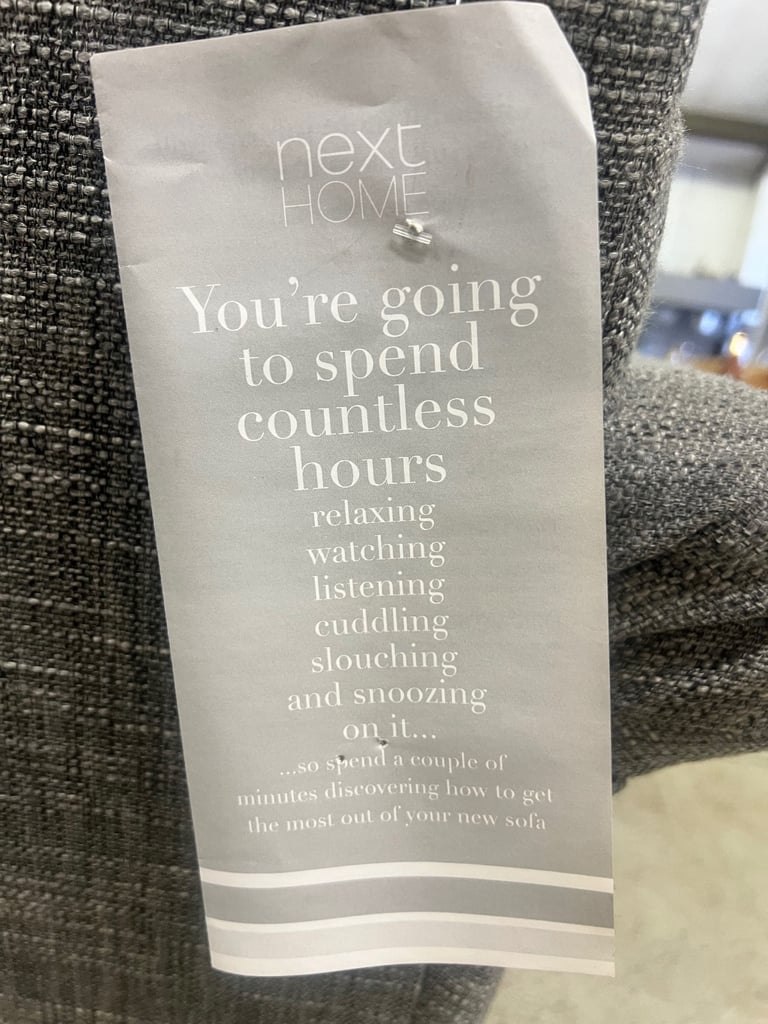 next
HOME
You're going
to spend
countless
hours
relaxing
watching
listening
cuddling
slouching
and snoozing
on it...
...so spend a couple of
minutes discovering how to get
the most out of your new sofa